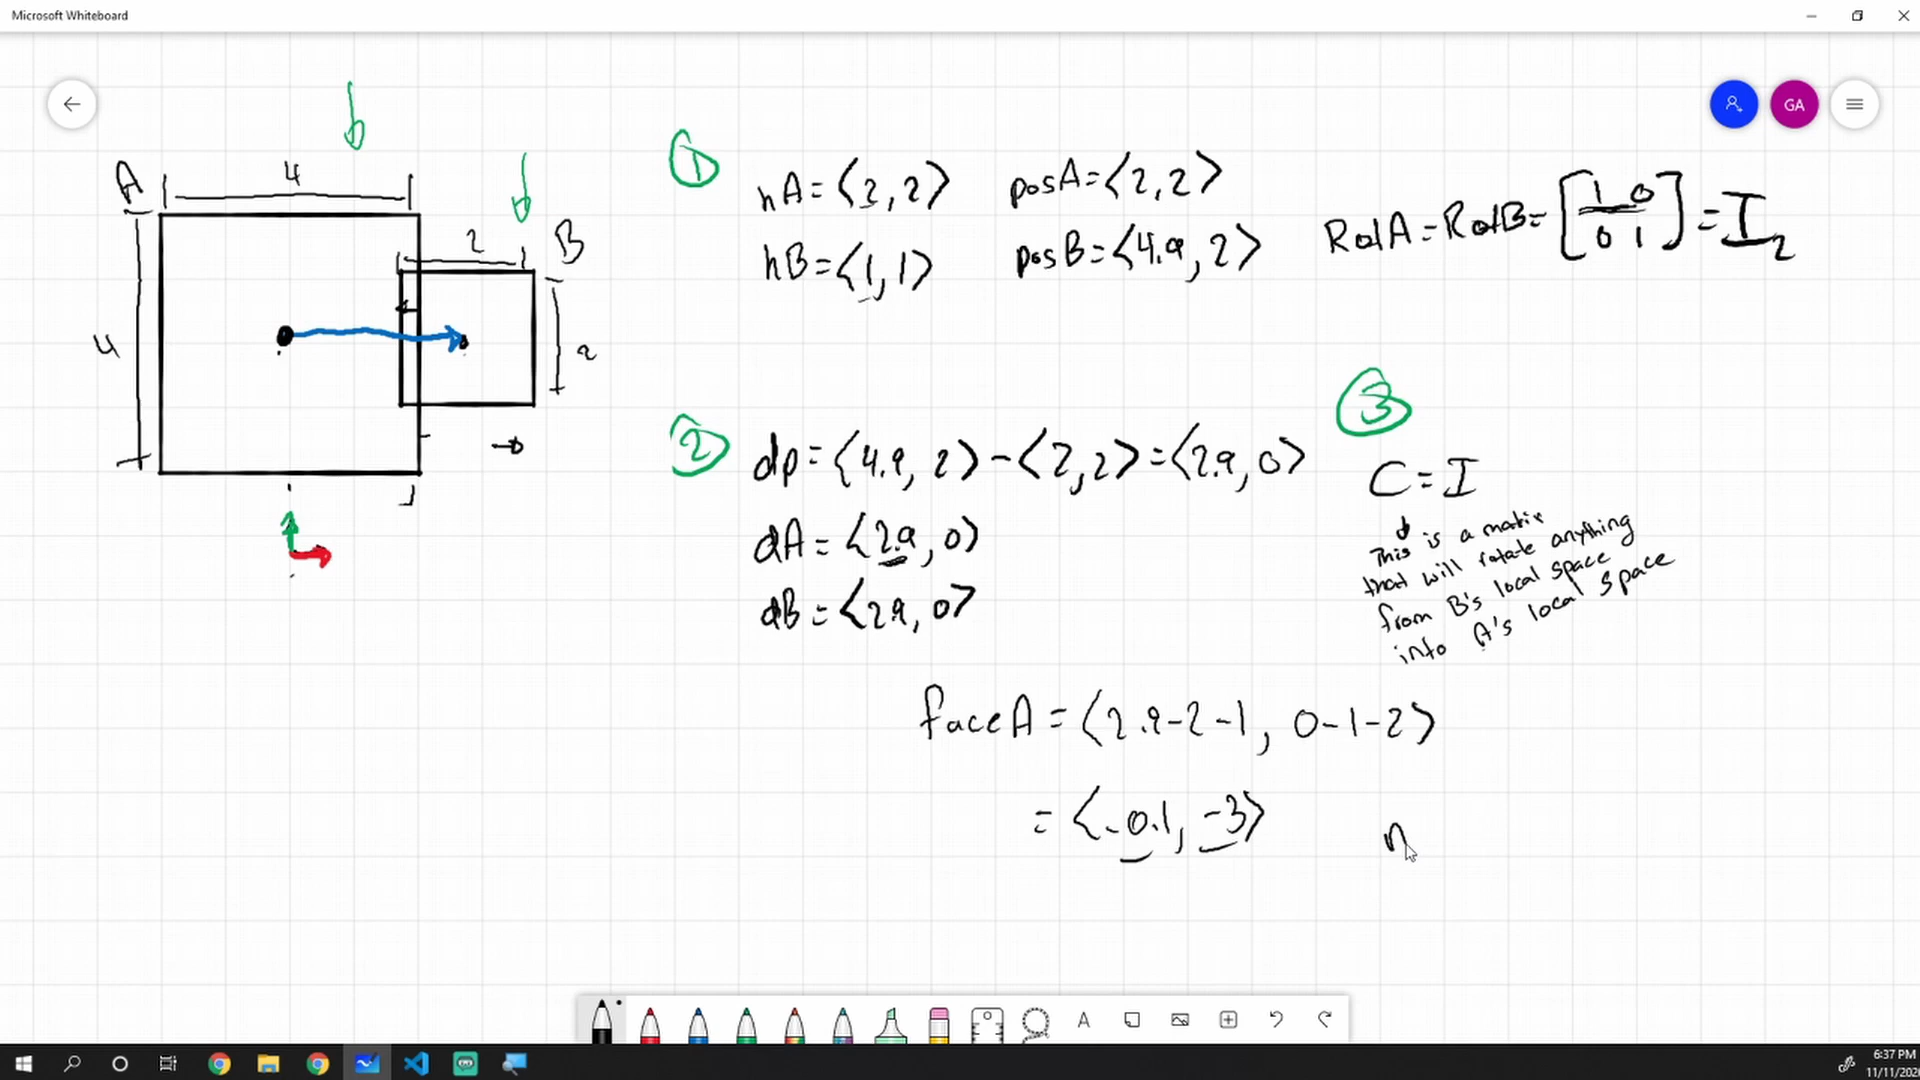 Microsoft Whiteboard
GA
A
4
4
2
B
2
①
hA = <2, 2>
posA = <2, 2>
hB = <1, 1>
posB = <4.9, 2>
RotA = RotB = [1 0 0 1] = I₂
②
dp = <4.9, 2> - <2, 2> = <2.9, 0>
dA = <2.9, 0>
dB = <2.9, 0>
③
C = I
This is a matrix
that will rotate anything
from B's local space
into A's local space
faceA = <2.9-2-1, 0-1-2>
= <-0.1, -3>
n
A
6:37 PM